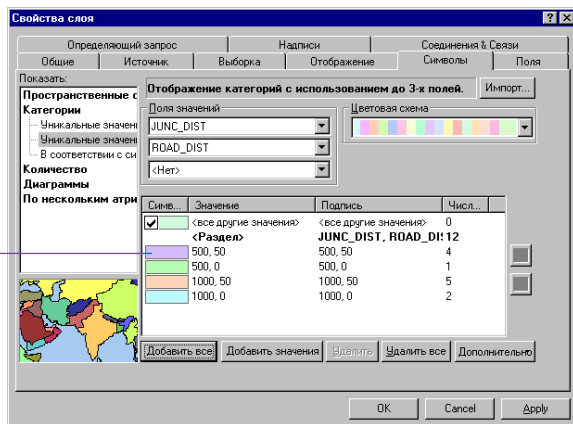 Свойства слоя
Определяющий запрос Надписи Соединения & Связи
Общие Источник Выборка Отображение Символы Поля
Показать:
Пространственные с
Категории
Уникальные значен
Уникальные значен
В соответствии с си
Количество
Диаграммы
По нескольким атри
Отображение категорий с использованием до 3-х полей.
Импорт...
Поля значений
JUNC_DIST
ROAD_DIST
<Нет>
Цветовая схема
Симв... Значение Подпись Числ...
<все другие значения> <все другие значения> 0
<Раздел> JUNC_DIST, ROAD_DI! 12
500, 50 500, 50 4
500, 0 500, 0 1
1000, 50 1000, 50 5
1000, 0 1000, 0 2
Добавить все Добавить значения Удалить Удалить все Дополнительно
OK Cancel Apply